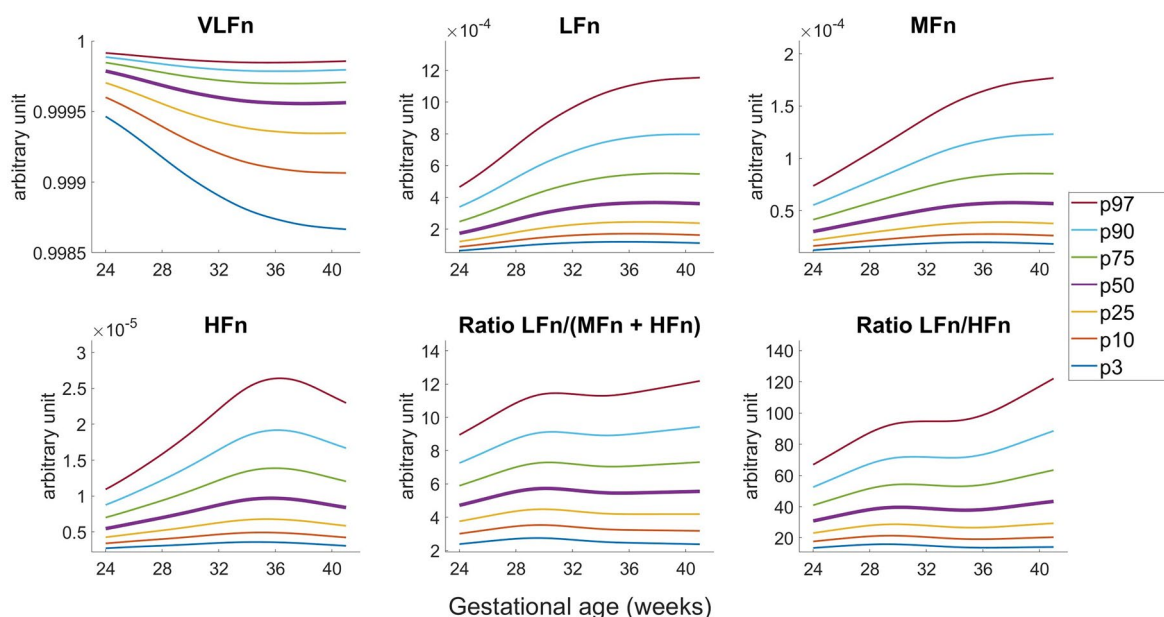 VLFn
1
0.9995
0.999
0.9985
arbitrary unit
24 28 32 36 40
×10⁻⁴
LFn
12
10
8
6
4
2
arbitrary unit
24 28 32 36 40
×10⁻⁴
MFn
2
1.5
1
0.5
arbitrary unit
24 28 32 36 40
p97
p90
p75
p50
p25
p10
p3
×10⁻⁵
HFn
3
2.5
2
1.5
1
0.5
arbitrary unit
24 28 32 36 40
Ratio LFn/(MFn + HFn)
14
12
10
8
6
4
2
arbitrary unit
24 28 32 36 40
Ratio LFn/HFn
140
120
100
80
60
40
20
arbitrary unit
24 28 32 36 40
Gestational age (weeks)